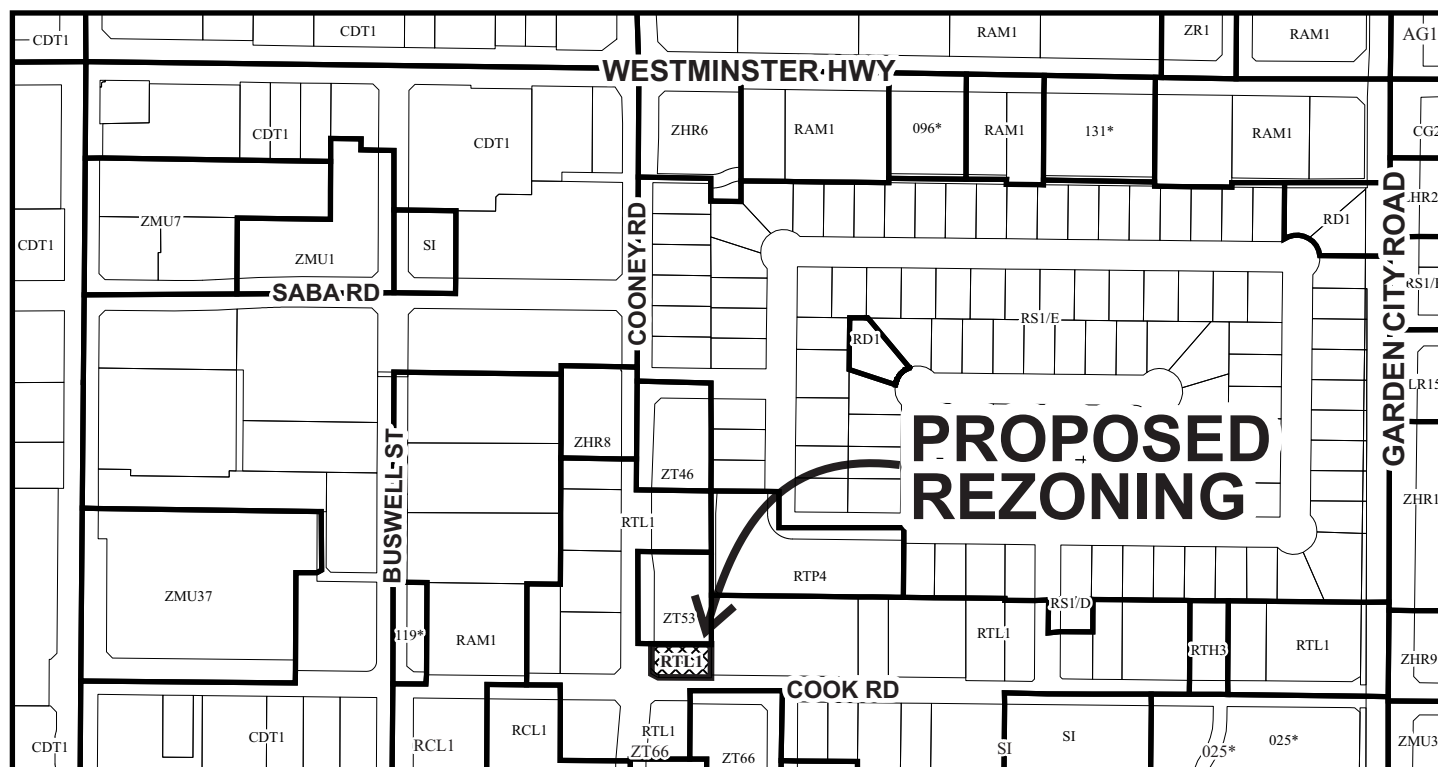 CDT1
CDT1
RAM1
ZR1
RAM1
AG1
WESTMINSTER HWY
CDT1
CDT1
ZHR6
RAM1
096*
RAM1
131*
RAM1
CG2
CDT1
ZMU7
ZMU1
SI
RD1
ZHR2
SABA RD
COONEY RD
GARDEN CITY ROAD
RS1/E
RD1
BUSWELL ST
ZHR8
ZT46
RTL1
PROPOSED
REZONING
ZHR1
ZMU37
119*
RAM1
ZT53
RTP4
RS1/D
RTL1
RTH3
RTL1
ZHR9
RTL1
COOK RD
CDT1
CDT1
RCL1
RCL1
RTL1
ZT66
ZT66
SI
SI
025*
025*
ZMU3